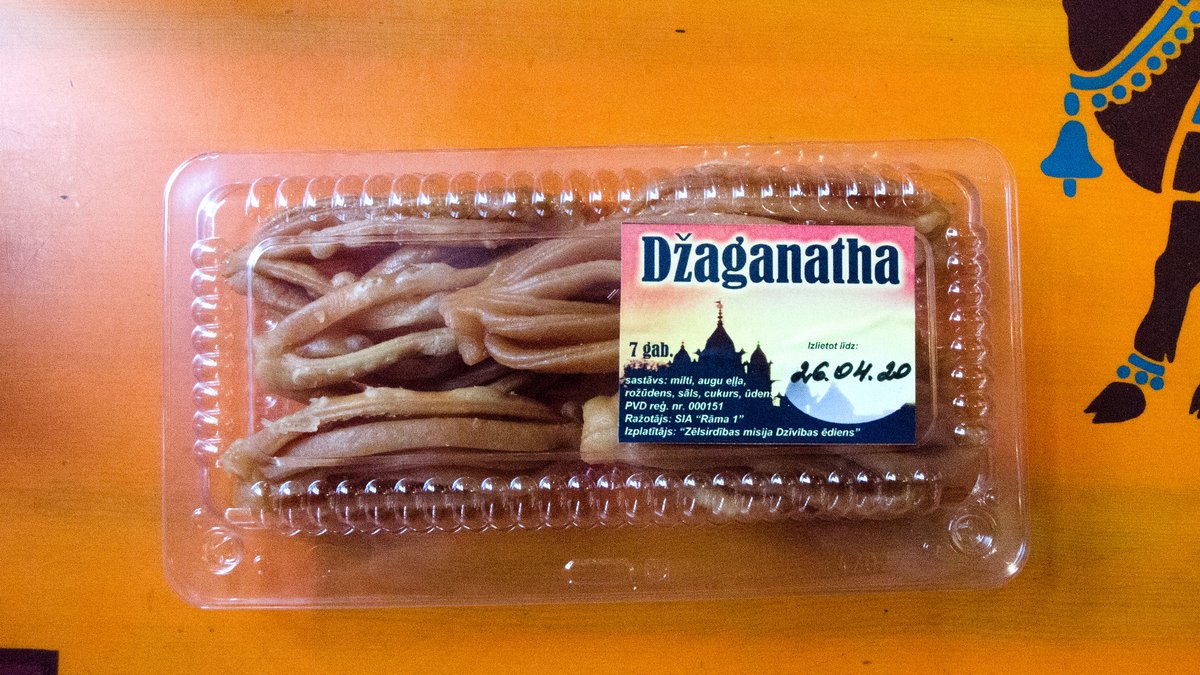 Džaganatha
7 gab.
Izlietot līdz:
26.04.20
sastāvs: milti, augu eļļa,
rožūdens, sāls, cukurs, ūdens
PVD reģ. nr. 000151
Ražotājs: SIA "Rāma 1"
Izplatītājs: "Žēlsirdības misija Dzīvības ēdiens"